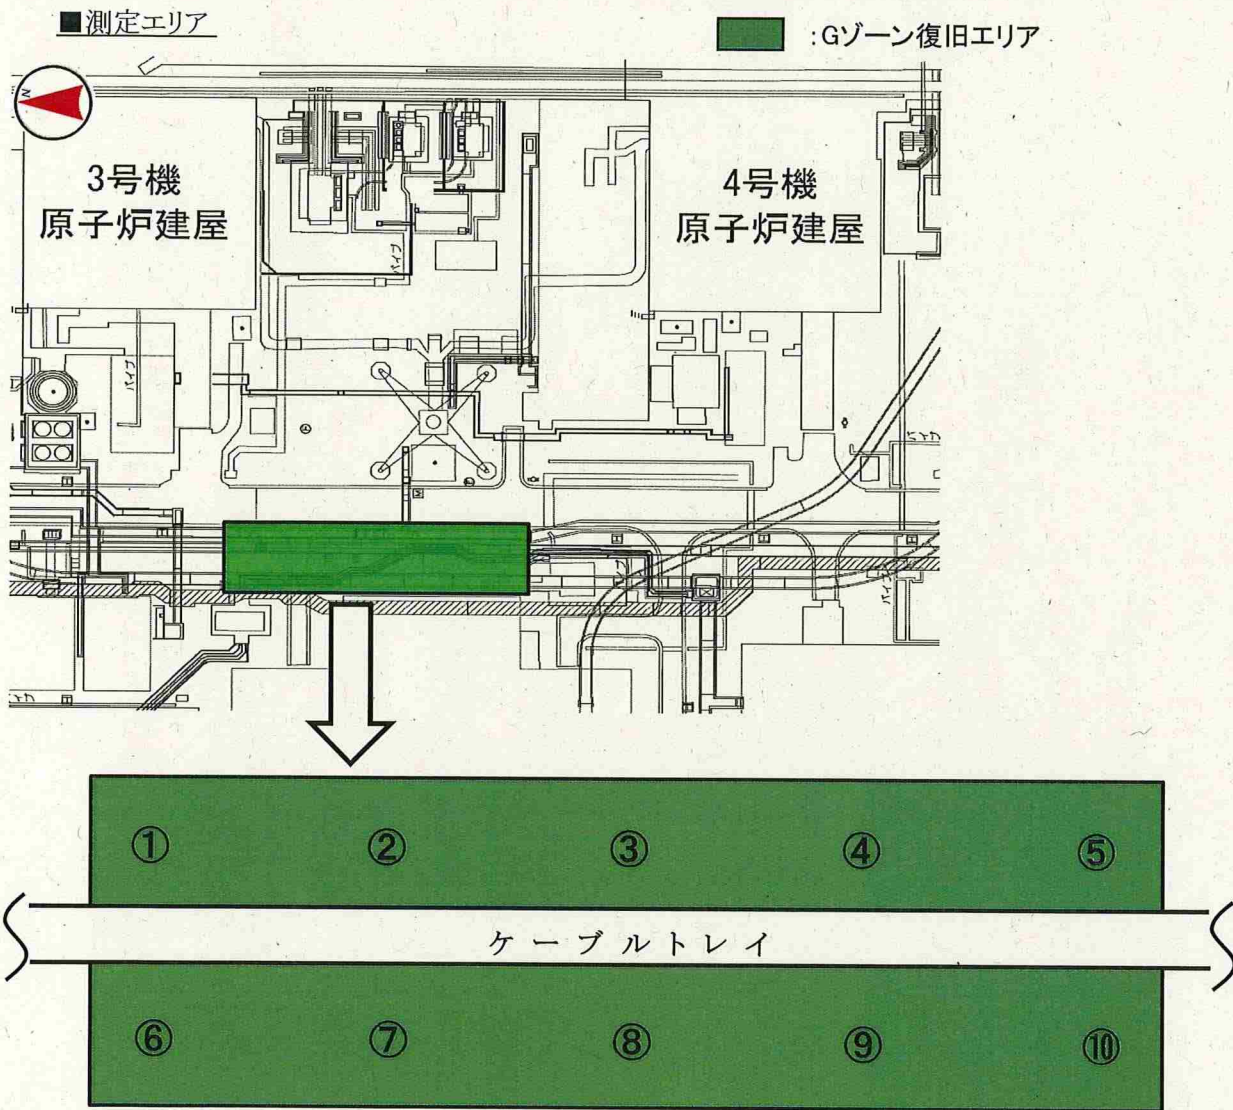 ■測定エリア
:Gゾーン復旧エリア
N
3号機
原子炉建屋
4号機
原子炉建屋
パイプ
パイプ
パイプ
パイプ
① ② ③ ④ ⑤
ケーブルトレイ
⑥ ⑦ ⑧ ⑨ ⑩